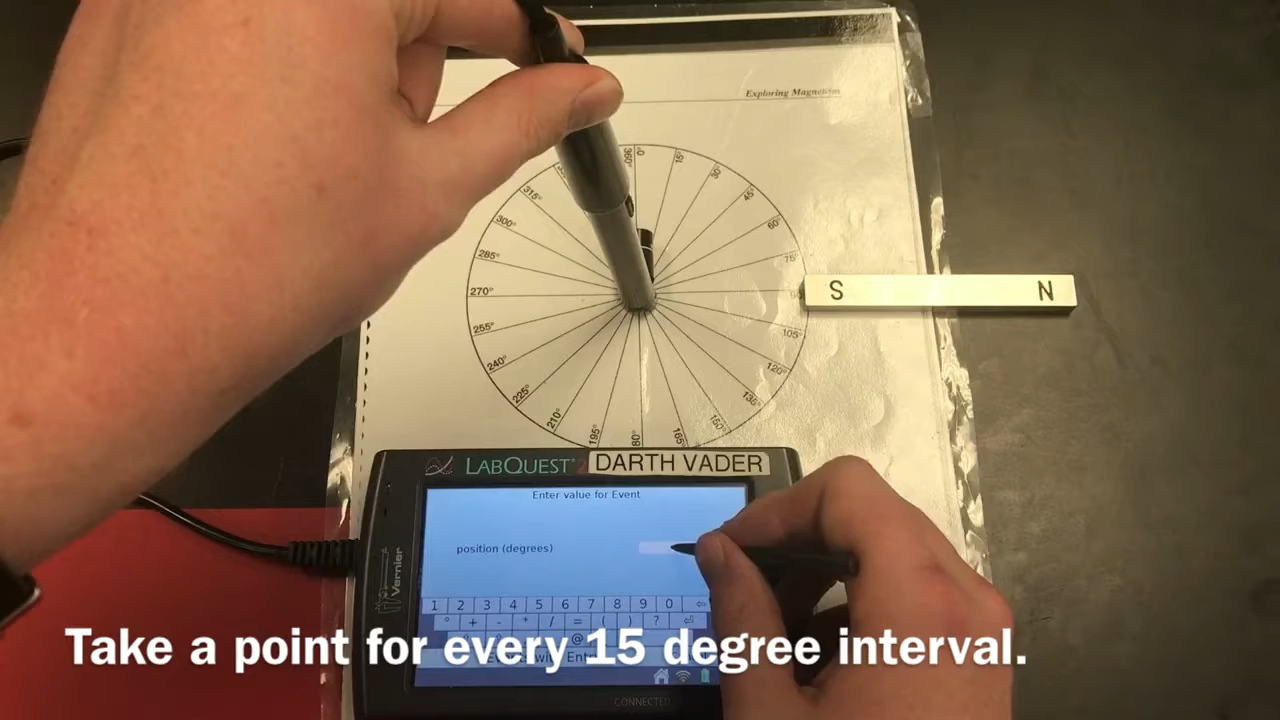 Exploring Magnetism
360° 0° 15° 30° 45° 60° 75°
105° 120° 135° 150° 165°
195° 210° 225° 240° 255° 270° 285° 300° 315°
S N
LABQUEST 2 DARTH VADER
Enter value for Event
position (degrees)
1 2 3 4 5 6 7 8 9 0
° + - * / = ( ) ?
@
Vernier
Take a point for every 15 degree interval.
CONNECTED